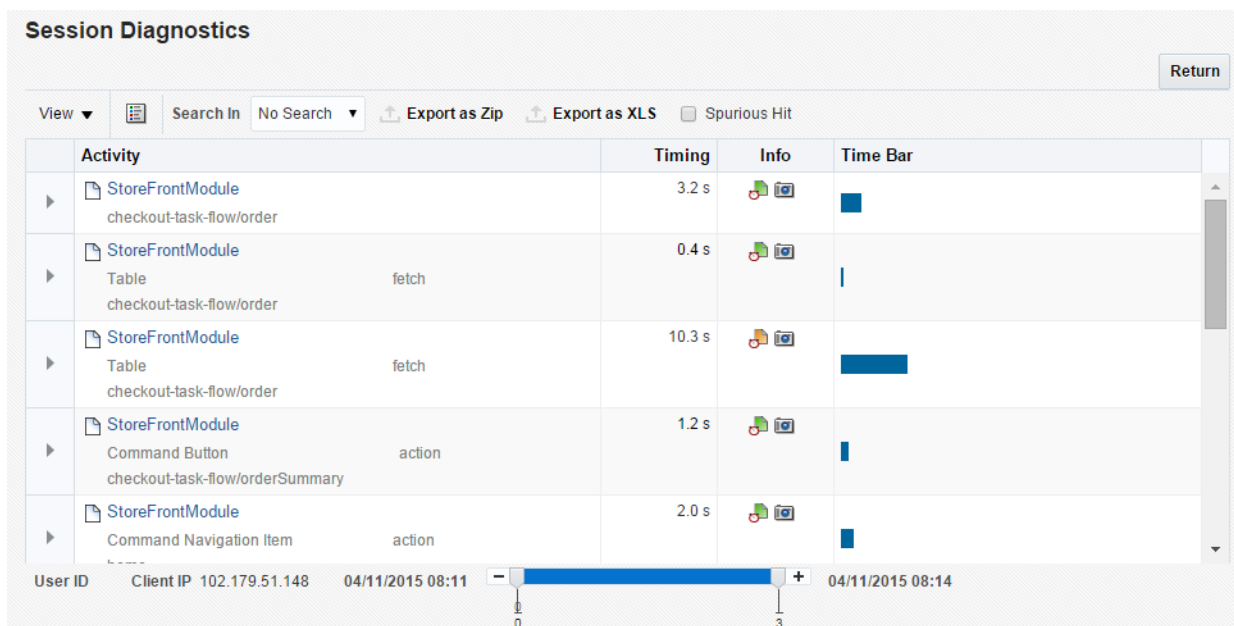 Session Diagnostics
Return
View Search In No Search Export as Zip Export as XLS Spurious Hit
Activity Timing Info Time Bar
StoreFrontModule 3.2 s
checkout-task-flow/order
StoreFrontModule 0.4 s
Table fetch
checkout-task-flow/order
StoreFrontModule 10.3 s
Table fetch
checkout-task-flow/order
StoreFrontModule 1.2 s
Command Button action
checkout-task-flow/orderSummary
StoreFrontModule 2.0 s
Command Navigation Item action
User ID Client IP 102.179.51.148 04/11/2015 08:11 04/11/2015 08:14
0 3